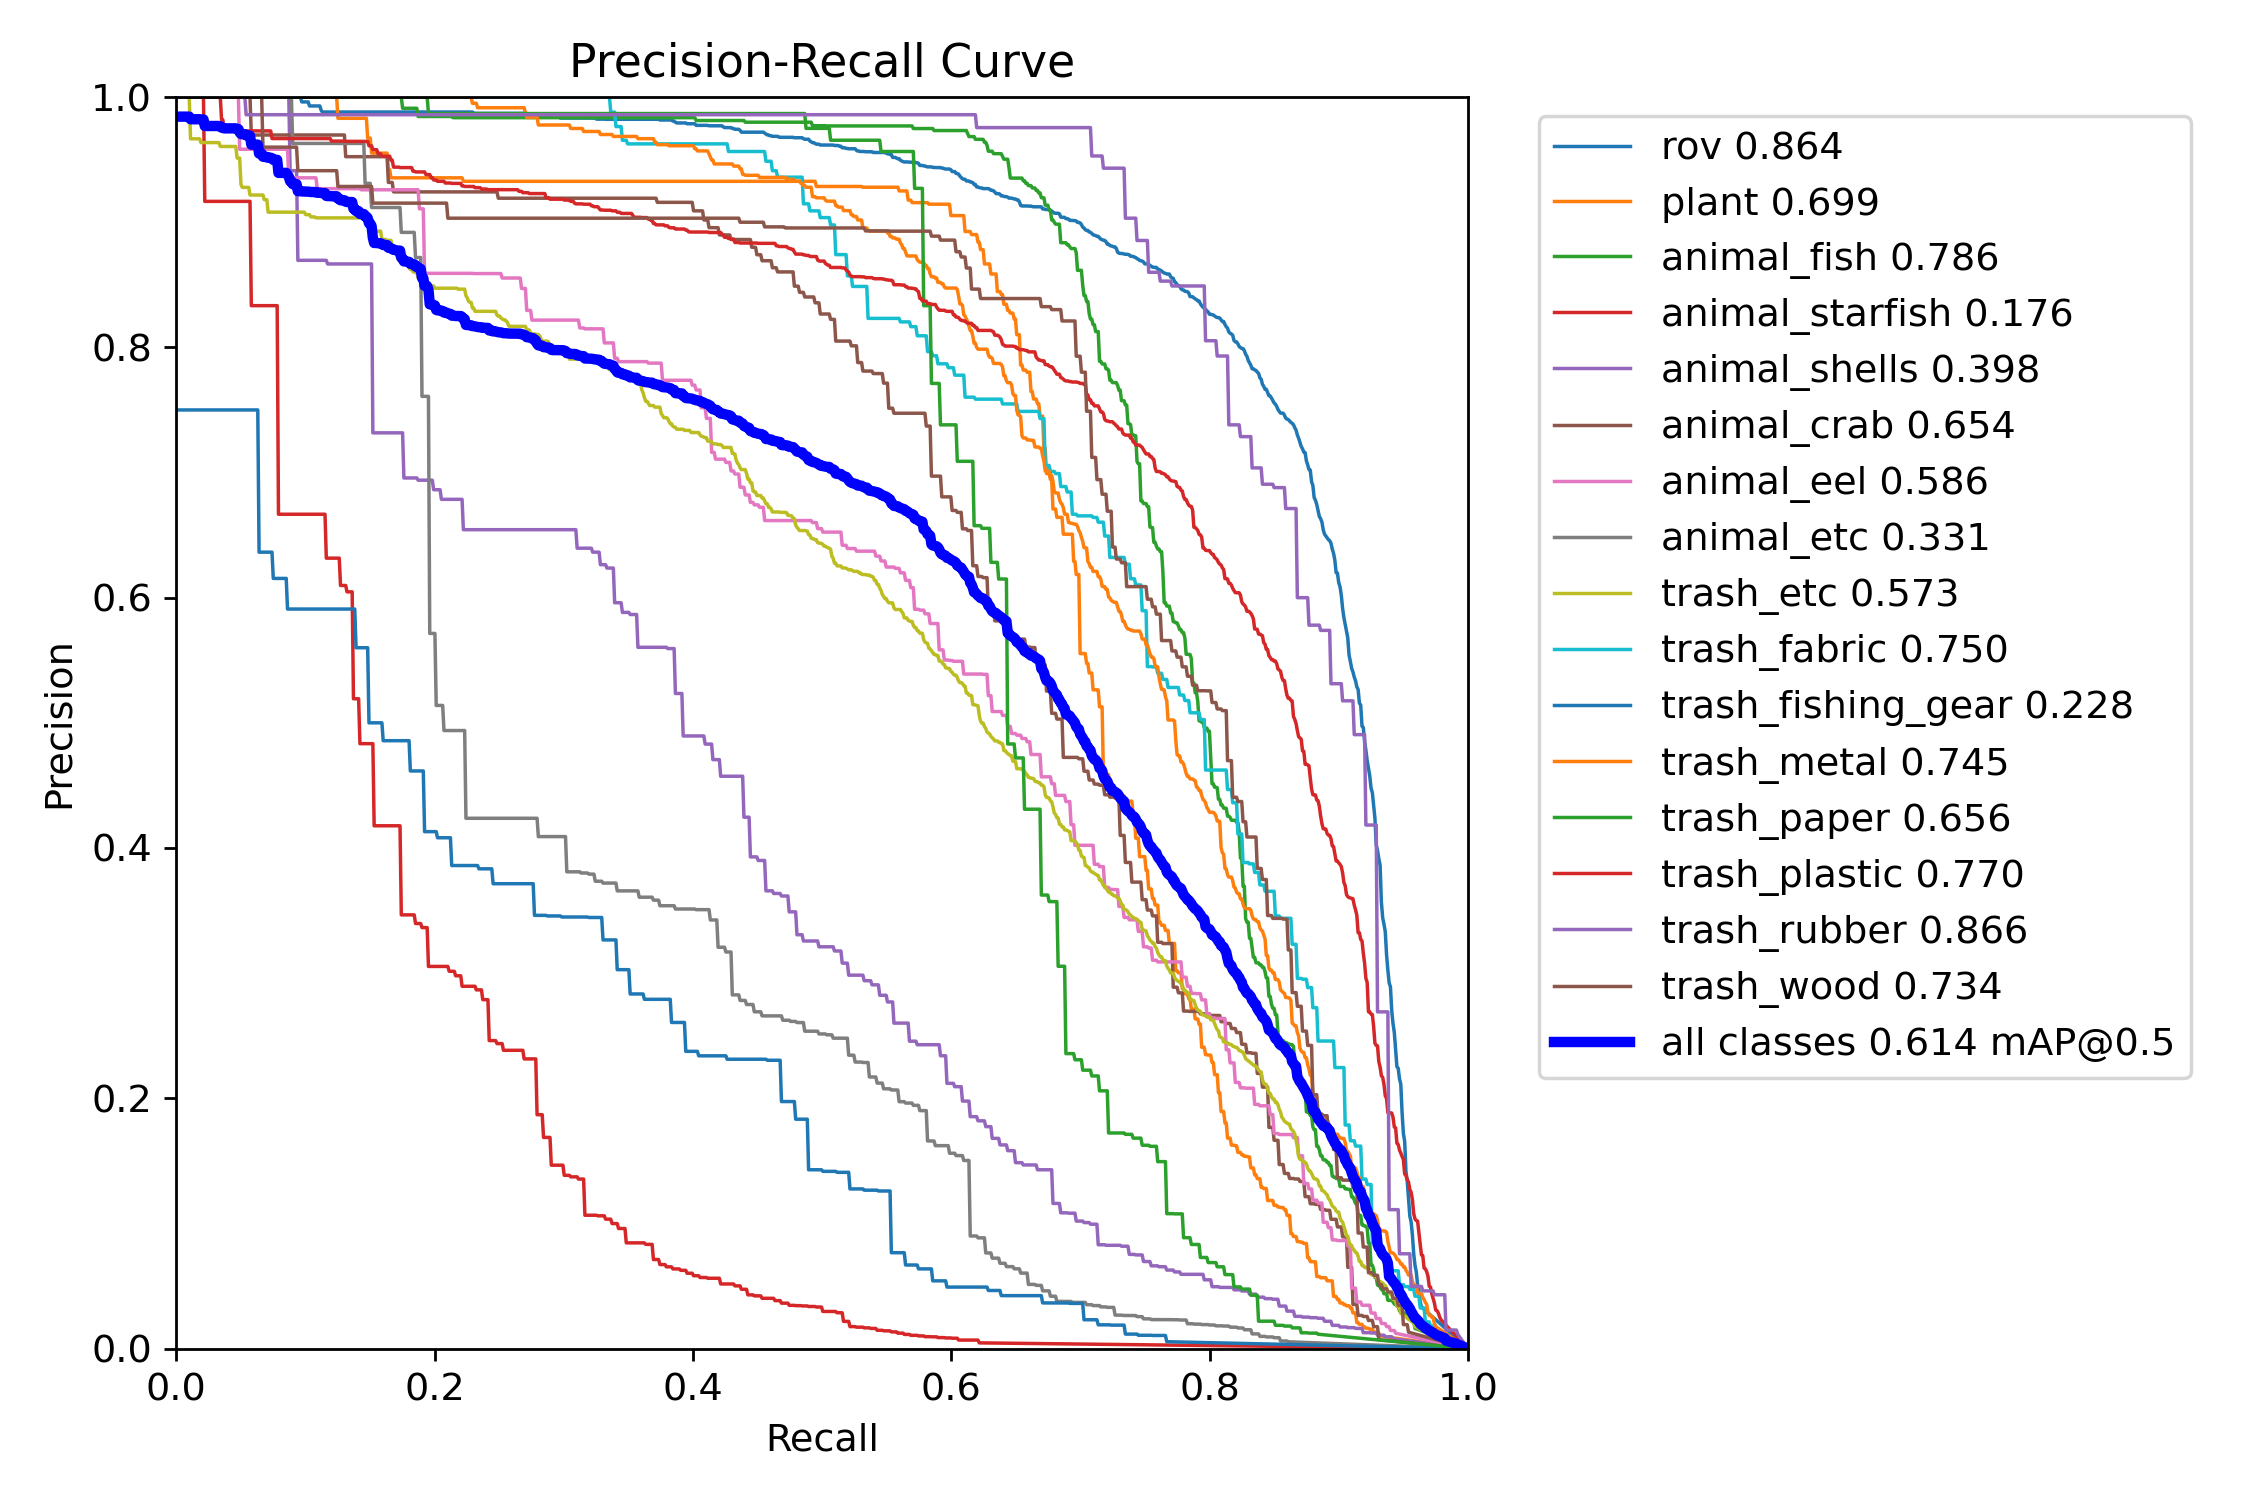 Precision-Recall Curve
1.0
0.8
0.6
0.4
0.2
0.0
Precision
0.0 0.2 0.4 0.6 0.8 1.0
Recall
rov 0.864
plant 0.699
animal_fish 0.786
animal_starfish 0.176
animal_shells 0.398
animal_crab 0.654
animal_eel 0.586
animal_etc 0.331
trash_etc 0.573
trash_fabric 0.750
trash_fishing_gear 0.228
trash_metal 0.745
trash_paper 0.656
trash_plastic 0.770
trash_rubber 0.866
trash_wood 0.734
all classes 0.614 mAP@0.5